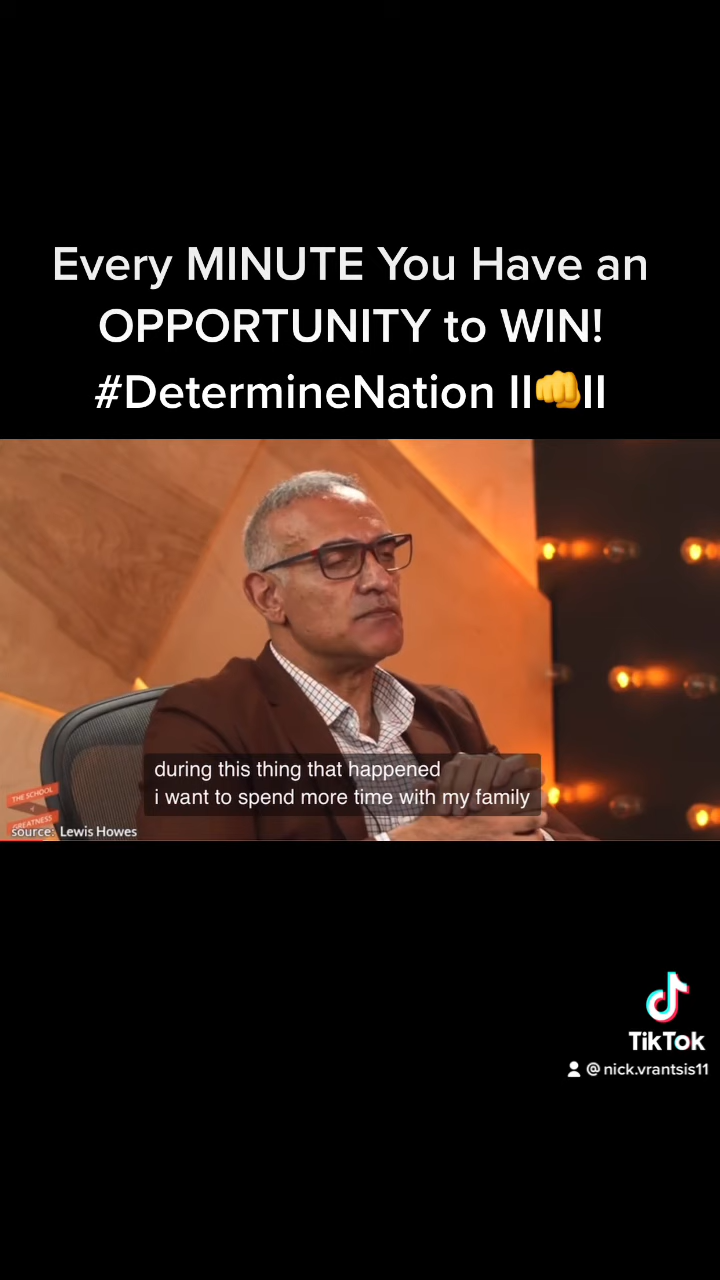 Every MINUTE You Have an
OPPORTUNITY to WIN!
#DetermineNation II👊II
during this thing that happened
i want to spend more time with my family
THE SCHOOL
GREATNESS
source: Lewis Howes
TikTok
@ nick.vrantsis11